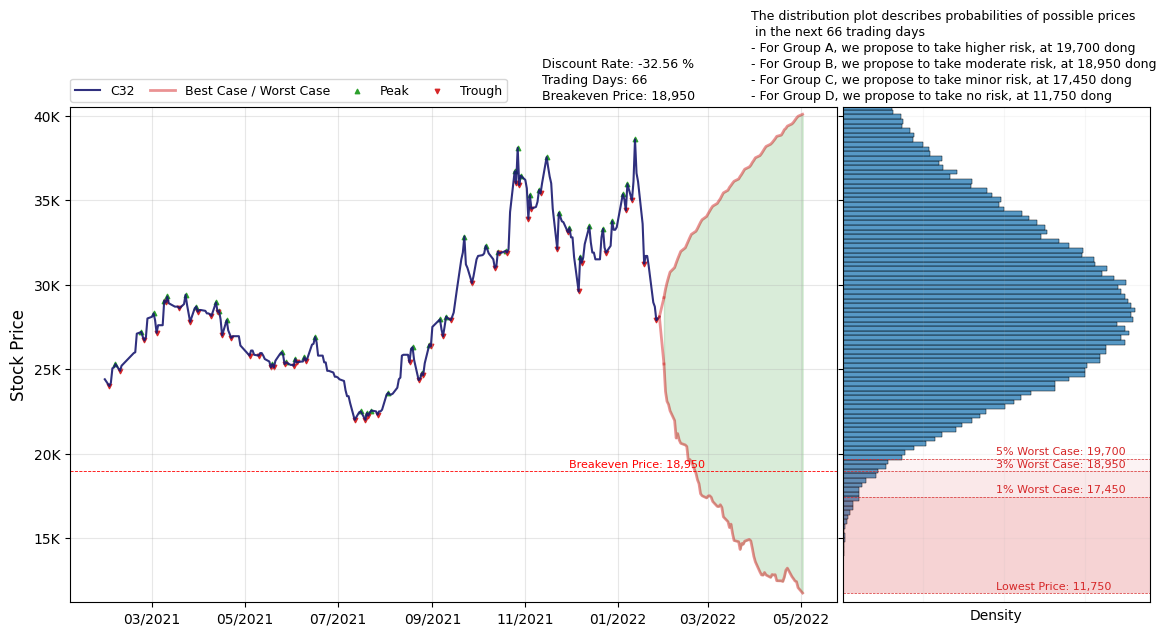 The distribution plot describes probabilities of possible prices
in the next 66 trading days
- For Group A, we propose to take higher risk, at 19,700 dong
- For Group B, we propose to take moderate risk, at 18,950 dong
- For Group C, we propose to take minor risk, at 17,450 dong
- For Group D, we propose to take no risk, at 11,750 dong
Discount Rate: -32.56 %
Trading Days: 66
Breakeven Price: 18,950
C32 Best Case / Worst Case Peak Trough
Stock Price
40K
35K
30K
25K
20K
15K
Breakeven Price: 18,950
5% Worst Case: 19,700
3% Worst Case: 18,950
1% Worst Case: 17,450
Lowest Price: 11,750
03/2021 05/2021 07/2021 09/2021 11/2021 01/2022 03/2022 05/2022
Density